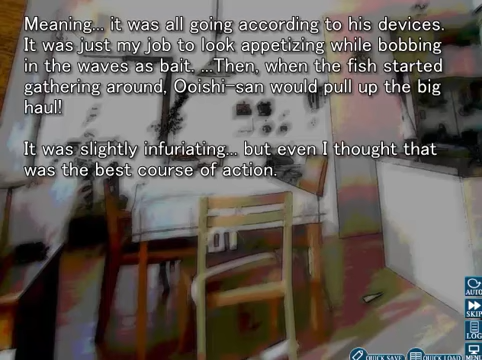 Meaning... it was all going according to his devices.
It was just my job to look appetizing while bobbing
in the waves as bait. ...Then, when the fish started
gathering around, Ooishi-san would pull up the big
haul!
It was slightly infuriating... but even I thought that
was the best course of action.
AUTO
SKIP
LOG
QUICK SAVE
QUICK LOAD
MENU